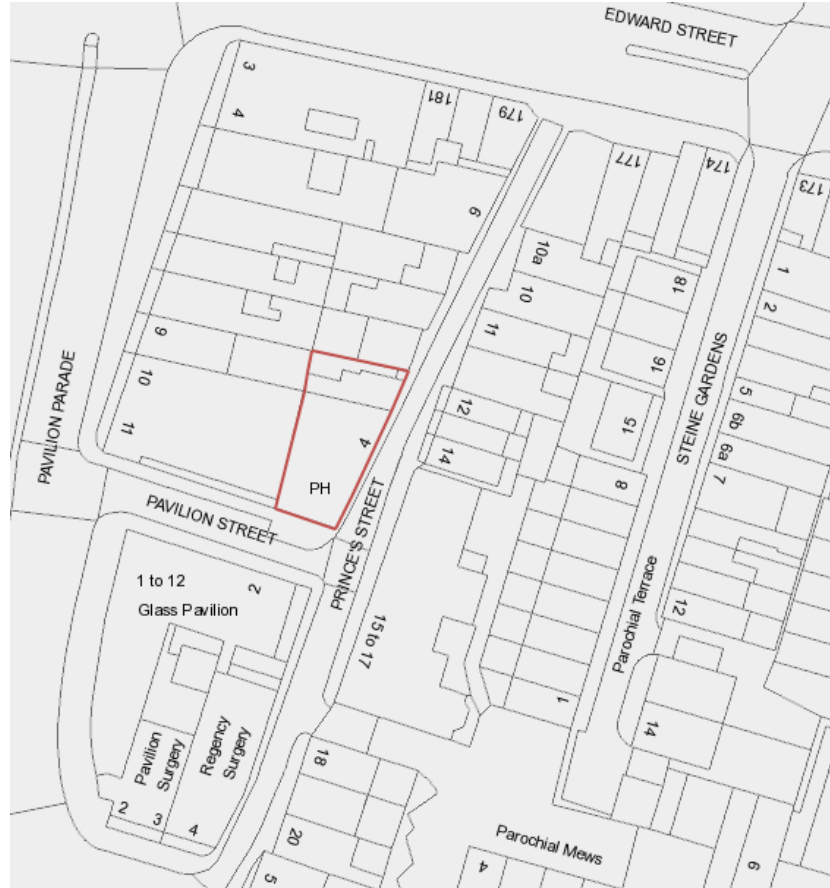 EDWARD STREET
3
4
181
179
6
177
174
173
10a
10
11
18
16
1
2
9
10
11
12
14
15
5
6b
6a
7
STEINE GARDENS
PAVILION PARADE
4
PH
8
PAVILION STREET
PRINCE'S STREET
1 to 12
Glass Pavilion
2
15 to 17
Parochial Terrace
12
1
14
Pavilion
Surgery
Regency
Surgery
2
3
4
18
20
5
Parochial Mews
4
6